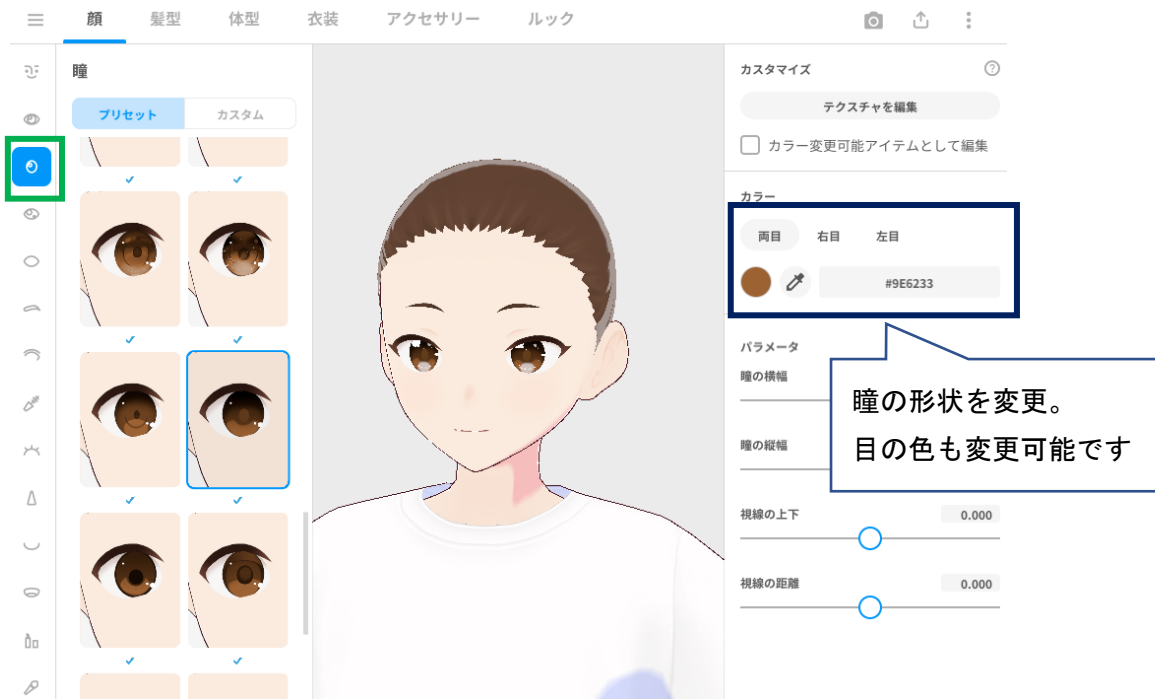 顔 髪型 体型 衣装 アクセサリー ルック
瞳
プリセット カスタム
カスタマイズ
テクスチャを編集
カラー変更可能アイテムとして編集
カラー
両目 右目 左目
#9E6233
パラメータ
瞳の横幅
瞳の縦幅
瞳の形状を変更。
目の色も変更可能です
視線の上下 0.000
視線の距離 0.000